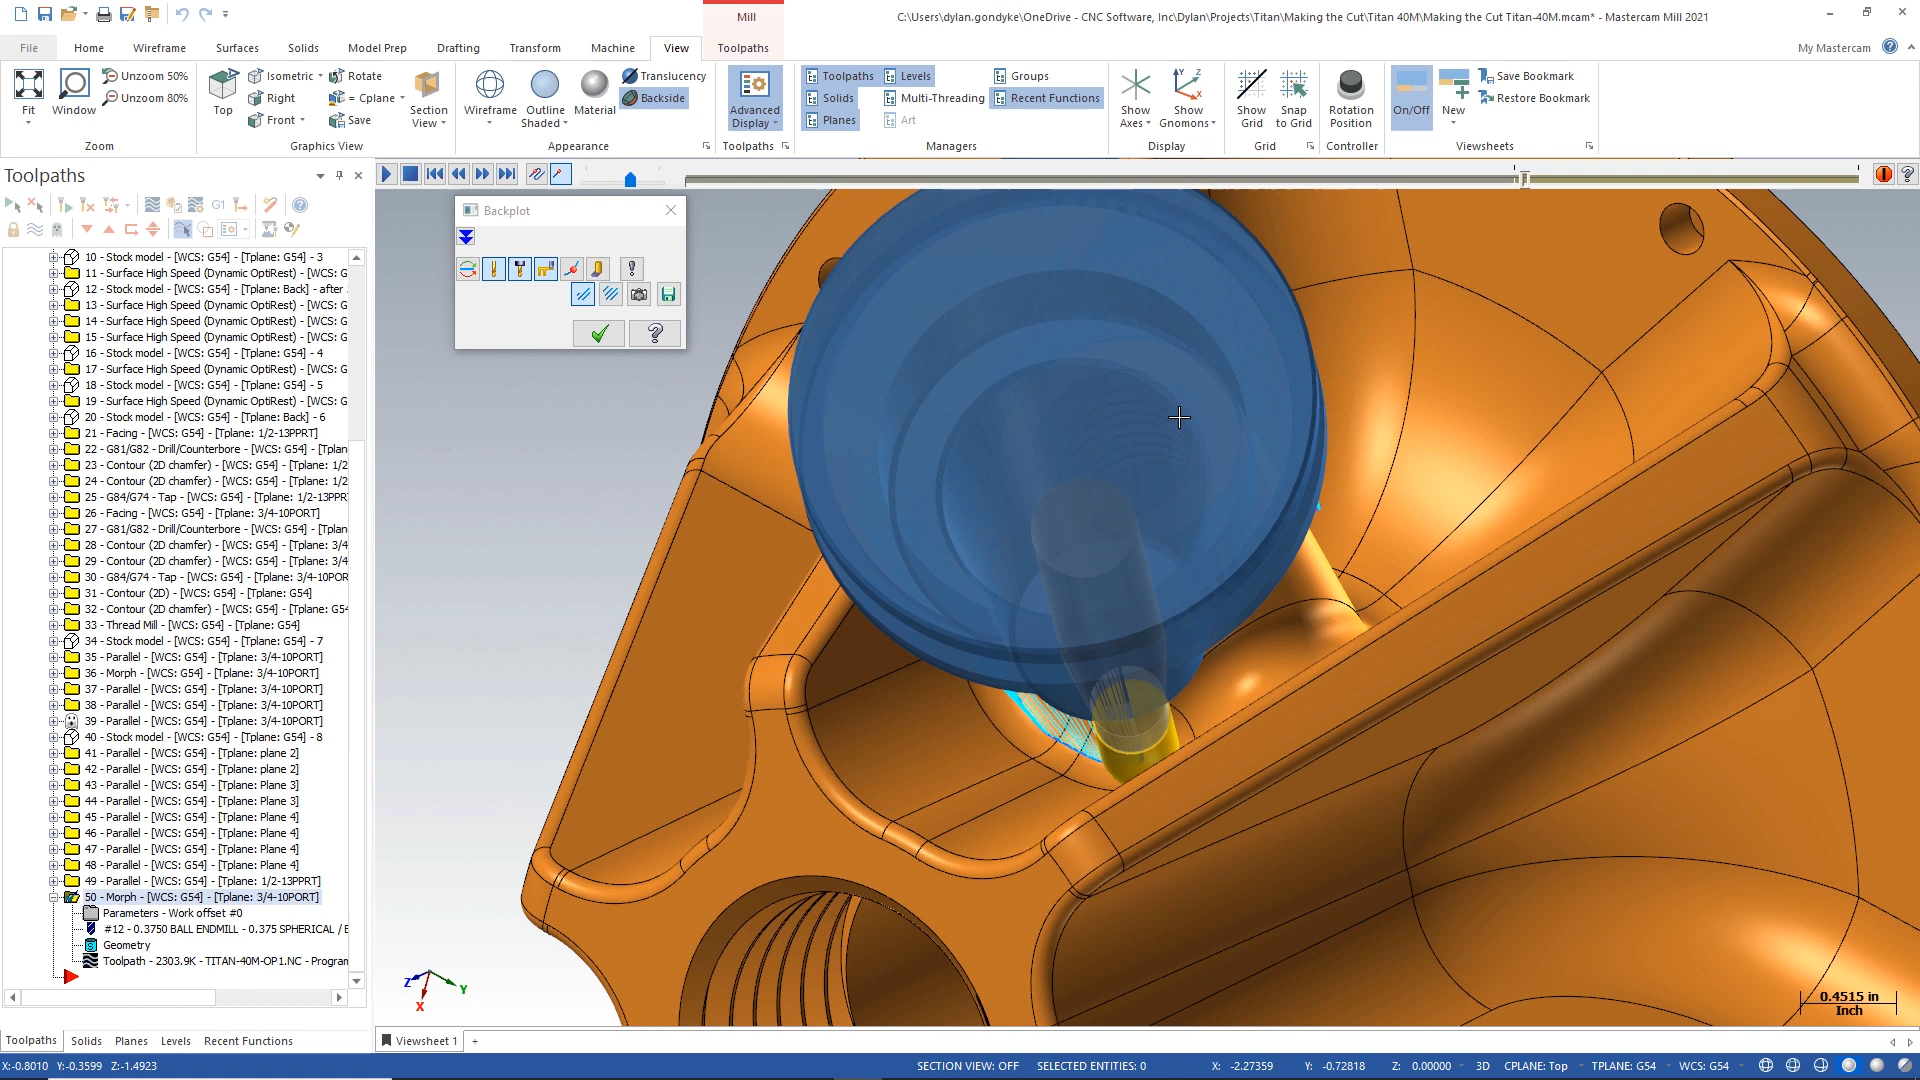 Mill
C:\Users\dylan.gondyke\OneDrive - CNC Software, Inc\Dylan\Projects\Titan\Making the Cut\Titan 40M\Making the Cut Titan-40M.mcam* - Mastercam Mill 2021
File Home Wireframe Surfaces Solids Model Prep Drafting Transform Machine View Toolpaths My Mastercam
Fit Window Unzoom 50% Unzoom 80%
Top Isometric Right Front Rotate = Cplane Save Section View
Wireframe Outline Shaded Material Translucency Backside
Advanced Display
Toolpaths Levels Groups
Solids Multi-Threading Recent Functions
Planes Art
Show Axes Show Gnomons Show Grid Snap to Grid Rotation Position On/Off New Save Bookmark Restore Bookmark
Zoom Graphics View Appearance Toolpaths Managers Display Grid Controller Viewsheets
Toolpaths
G1
Backplot
10 - Stock model - [WCS: G54] - [Tplane: G54] - 3
11 - Surface High Speed (Dynamic OptiRest) - [WCS: G
12 - Stock model - [WCS: G54] - [Tplane: Back] - after
13 - Surface High Speed (Dynamic OptiRest) - [WCS: G
14 - Surface High Speed (Dynamic OptiRest) - [WCS: G
15 - Surface High Speed (Dynamic OptiRest) - [WCS: G
16 - Stock model - [WCS: G54] - [Tplane: G54] - 4
17 - Surface High Speed (Dynamic OptiRest) - [WCS: G
18 - Stock model - [WCS: G54] - [Tplane: G54] - 5
19 - Surface High Speed (Dynamic OptiRest) - [WCS: G
20 - Stock model - [WCS: G54] - [Tplane: Back] - 6
21 - Facing - [WCS: G54] - [Tplane: 1/2-13PPRT]
22 - G81/G82 - Drill/Counterbore - [WCS: G54] - [Tplan
23 - Contour (2D chamfer) - [WCS: G54] - [Tplane: 1/2
24 - Contour (2D chamfer) - [WCS: G54] - [Tplane: 1/2
25 - G84/G74 - Tap - [WCS: G54] - [Tplane: 1/2-13PPR
26 - Facing - [WCS: G54] - [Tplane: 3/4-10PORT]
27 - G81/G82 - Drill/Counterbore - [WCS: G54] - [Tplan
28 - Contour (2D chamfer) - [WCS: G54] - [Tplane: 3/4
29 - Contour (2D chamfer) - [WCS: G54] - [Tplane: 3/4
30 - G84/G74 - Tap - [WCS: G54] - [Tplane: 3/4-10POR
31 - Contour (2D) - [WCS: G54] - [Tplane: G54]
32 - Contour (2D chamfer) - [WCS: G54] - [Tplane: G54
33 - Thread Mill - [WCS: G54] - [Tplane: G54]
34 - Stock model - [WCS: G54] - [Tplane: G54] - 7
35 - Parallel - [WCS: G54] - [Tplane: 3/4-10PORT]
36 - Morph - [WCS: G54] - [Tplane: 3/4-10PORT]
37 - Parallel - [WCS: G54] - [Tplane: 3/4-10PORT]
38 - Parallel - [WCS: G54] - [Tplane: 3/4-10PORT]
39 - Parallel - [WCS: G54] - [Tplane: 3/4-10PORT]
40 - Stock model - [WCS: G54] - [Tplane: G54] - 8
41 - Parallel - [WCS: G54] - [Tplane: plane 2]
42 - Parallel - [WCS: G54] - [Tplane: plane 2]
43 - Parallel - [WCS: G54] - [Tplane: Plane 3]
44 - Parallel - [WCS: G54] - [Tplane: Plane 3]
45 - Parallel - [WCS: G54] - [Tplane: Plane 4]
46 - Parallel - [WCS: G54] - [Tplane: Plane 4]
47 - Parallel - [WCS: G54] - [Tplane: Plane 4]
48 - Parallel - [WCS: G54] - [Tplane: Plane 4]
49 - Parallel - [WCS: G54] - [Tplane: 1/2-13PPRT]
50 - Morph - [WCS: G54] - [Tplane: 3/4-10PORT]
Parameters - Work offset #0
#12 - 0.3750 BALL ENDMILL - 0.375 SPHERICAL / E
Geometry
Toolpath - 2303.9K - TITAN-40M-OP1.NC - Progran
Z Y
X
0.4515 in
Inch
Toolpaths Solids Planes Levels Recent Functions Viewsheet 1 +
X:-0.8010 Y:-0.3599 Z:-1.4923 SECTION VIEW: OFF SELECTED ENTITIES: 0 X: -2.27359 Y: -0.72818 Z: 0.00000 3D CPLANE: Top TPLANE: G54 WCS: G54